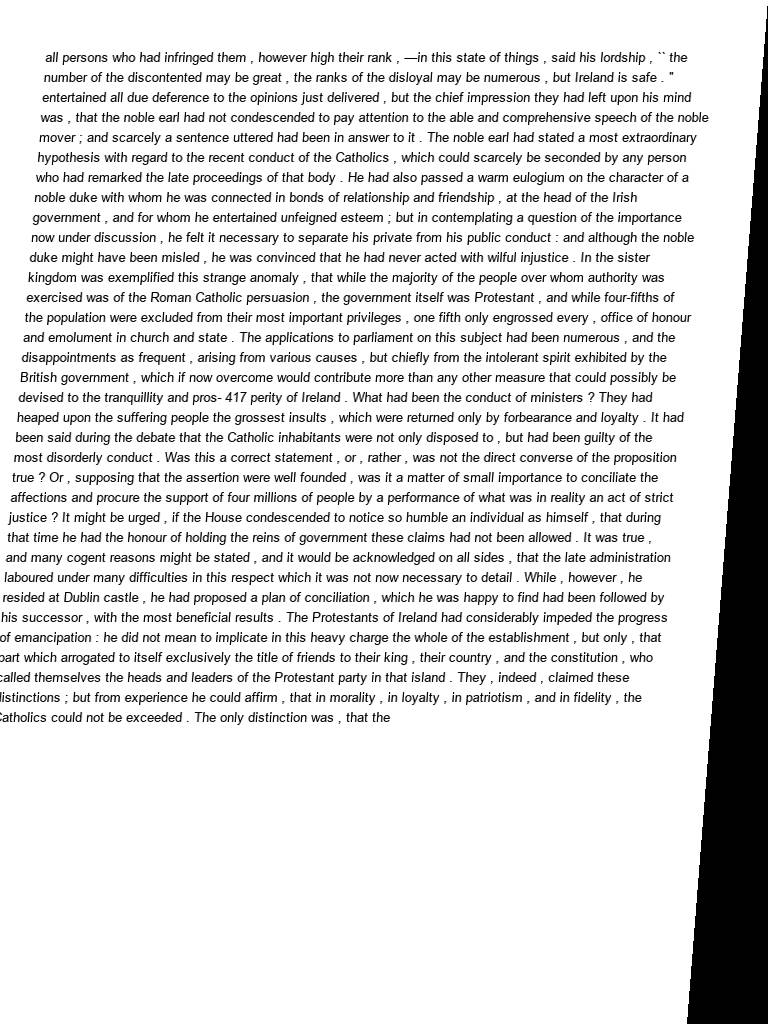 all persons who had infringed them , however high their rank , —in this state of things , said his lordship , `` the
number of the discontented may be great , the ranks of the disloyal may be numerous , but Ireland is safe . "
entertained all due deference to the opinions just delivered , but the chief impression they had left upon his mind
was , that the noble earl had not condescended to pay attention to the able and comprehensive speech of the noble
mover ; and scarcely a sentence uttered had been in answer to it . The noble earl had stated a most extraordinary
hypothesis with regard to the recent conduct of the Catholics , which could scarcely be seconded by any person
who had remarked the late proceedings of that body . He had also passed a warm eulogium on the character of a
noble duke with whom he was connected in bonds of relationship and friendship , at the head of the Irish
government , and for whom he entertained unfeigned esteem ; but in contemplating a question of the importance
now under discussion , he felt it necessary to separate his private from his public conduct : and although the noble
duke might have been misled , he was convinced that he had never acted with wilful injustice . In the sister
kingdom was exemplified this strange anomaly , that while the majority of the people over whom authority was
exercised was of the Roman Catholic persuasion , the government itself was Protestant , and while four-fifths of
the population were excluded from their most important privileges , one fifth only engrossed every , office of honour
and emolument in church and state . The applications to parliament on this subject had been numerous , and the
disappointments as frequent , arising from various causes , but chiefly from the intolerant spirit exhibited by the
British government , which if now overcome would contribute more than any other measure that could possibly be
devised to the tranquillity and pros- 417 perity of Ireland . What had been the conduct of ministers ? They had
heaped upon the suffering people the grossest insults , which were returned only by forbearance and loyalty . It had
been said during the debate that the Catholic inhabitants were not only disposed to , but had been guilty of the
most disorderly conduct . Was this a correct statement , or , rather , was not the direct converse of the proposition
true ? Or , supposing that the assertion were well founded , was it a matter of small importance to conciliate the
affections and procure the support of four millions of people by a performance of what was in reality an act of strict
justice ? It might be urged , if the House condescended to notice so humble an individual as himself , that during
that time he had the honour of holding the reins of government these claims had not been allowed . It was true ,
and many cogent reasons might be stated , and it would be acknowledged on all sides , that the late administration
laboured under many difficulties in this respect which it was not now necessary to detail . While , however , he
resided at Dublin castle , he had proposed a plan of conciliation , which he was happy to find had been followed by
his successor , with the most beneficial results . The Protestants of Ireland had considerably impeded the progress
of emancipation : he did not mean to implicate in this heavy charge the whole of the establishment , but only , that
part which arrogated to itself exclusively the title of friends to their king , their country , and the constitution , who
called themselves the heads and leaders of the Protestant party in that island . They , indeed , claimed these
distinctions ; but from experience he could affirm , that in morality , in loyalty , in patriotism , and in fidelity , the
Catholics could not be exceeded . The only distinction was , that the